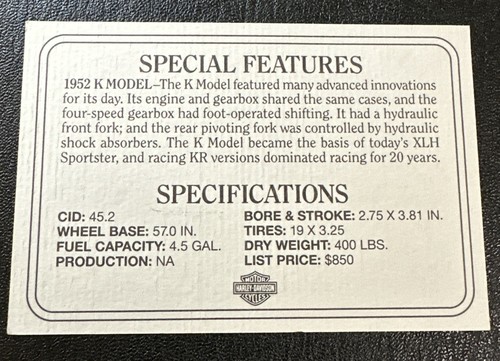 SPECIAL FEATURES
1952 K MODEL–The K Model featured many advanced innovations
for its day. Its engine and gearbox shared the same cases, and the
four-speed gearbox had foot-operated shifting. It had a hydraulic
front fork; and the rear pivoting fork was controlled by hydraulic
shock absorbers. The K Model became the basis of today's XLH
Sportster, and racing KR versions dominated racing for 20 years.
SPECIFICATIONS
CID: 45.2
WHEEL BASE: 57.0 IN.
FUEL CAPACITY: 4.5 GAL.
PRODUCTION: NA
BORE & STROKE: 2.75 X 3.81 IN.
TIRES: 19 X 3.25
DRY WEIGHT: 400 LBS.
LIST PRICE: $850
MOTOR
HARLEY-DAVIDSON
CYCLES